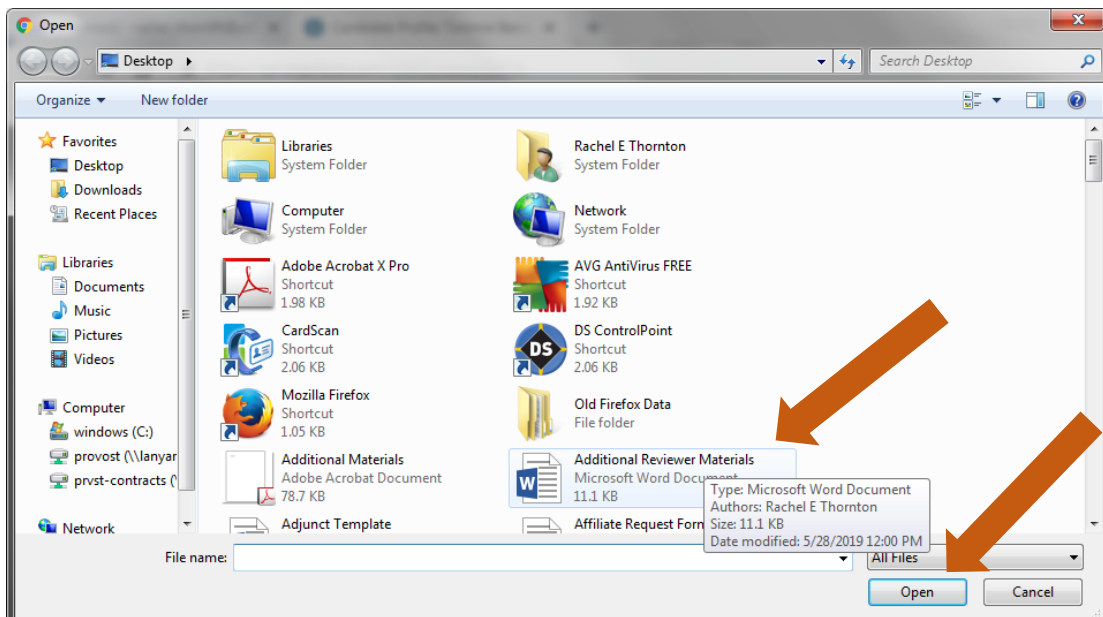 Open
Desktop
Search Desktop
Organize
New folder
Favorites
Desktop
Downloads
Recent Places
Libraries
Documents
Music
Pictures
Videos
Computer
windows (C:)
provost (\\lanyar
prvst-contracts ('
Network
Libraries
System Folder
Rachel E Thornton
System Folder
Computer
System Folder
Network
System Folder
Adobe Acrobat X Pro
Shortcut
1.98 KB
AVG AntiVirus FREE
Shortcut
1.92 KB
CardScan
Shortcut
2.06 KB
DS
DS ControlPoint
Shortcut
2.06 KB
Mozilla Firefox
Shortcut
1.05 KB
Old Firefox Data
File folder
Additional Materials
Adobe Acrobat Document
78.7 KB
W
Additional Reviewer Materials
Microsoft Word Document
11.1 KB
Type: Microsoft Word Document
Authors: Rachel E Thornton
Size: 11.1 KB
Date modified: 5/28/2019 12:00 PM
Adjunct Template
Affiliate Request Form
File name:
All Files
Open
Cancel